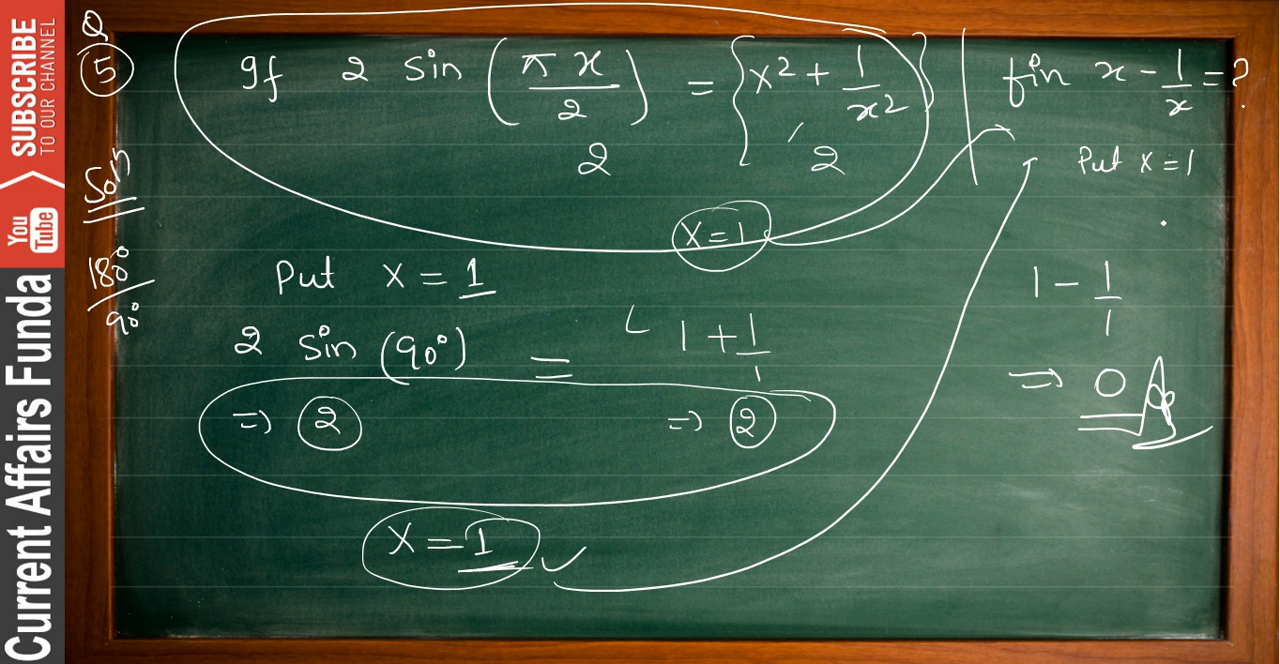 SUBSCRIBE
TO OUR CHANNEL
You
Tube
Current Affairs Funda
Q
5
If 2 sin (πx/2) = {x² + 1/x²} fin x - 1/x = ?
2 2
Put x = 1
Soln
x = 1
180°/90°
Put x = 1
1 - 1/1
2 sin (90°) = 1 + 1/1
⇒ 0
⇒ 2 ⇒ 2
x = 1 ✓